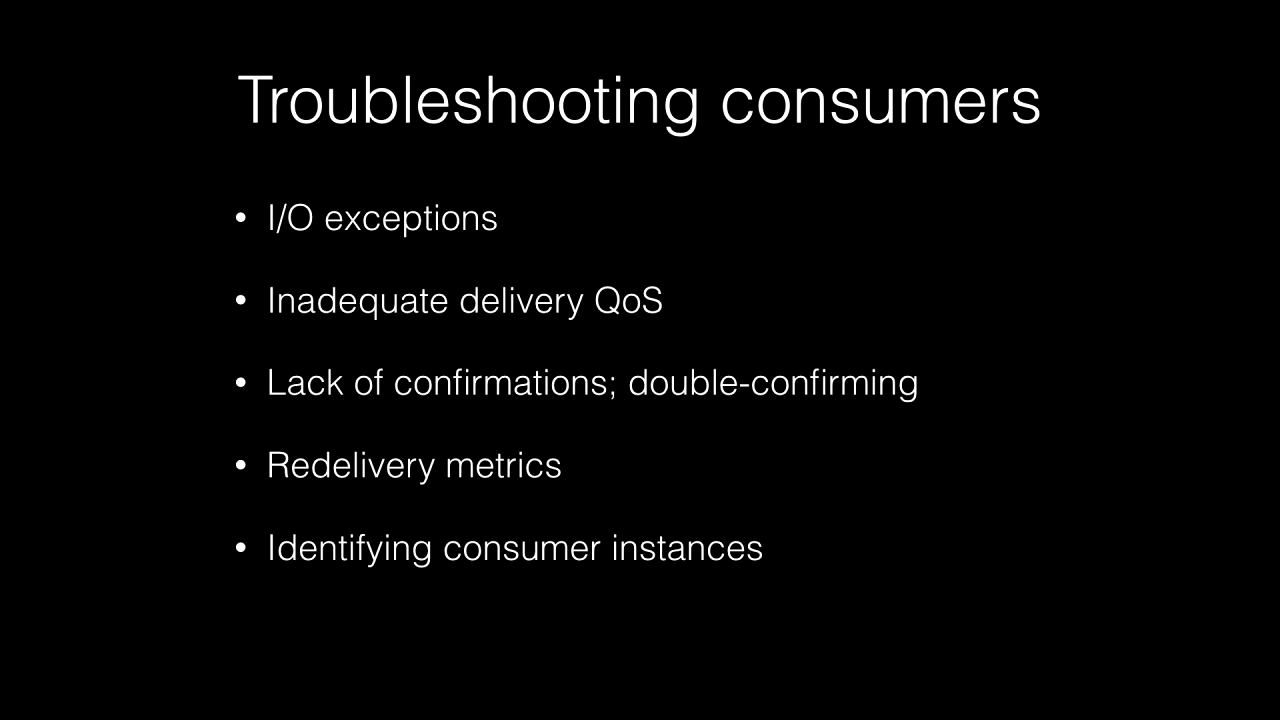 Troubleshooting consumers
• I/O exceptions
• Inadequate delivery QoS
• Lack of confirmations; double-confirming
• Redelivery metrics
• Identifying consumer instances